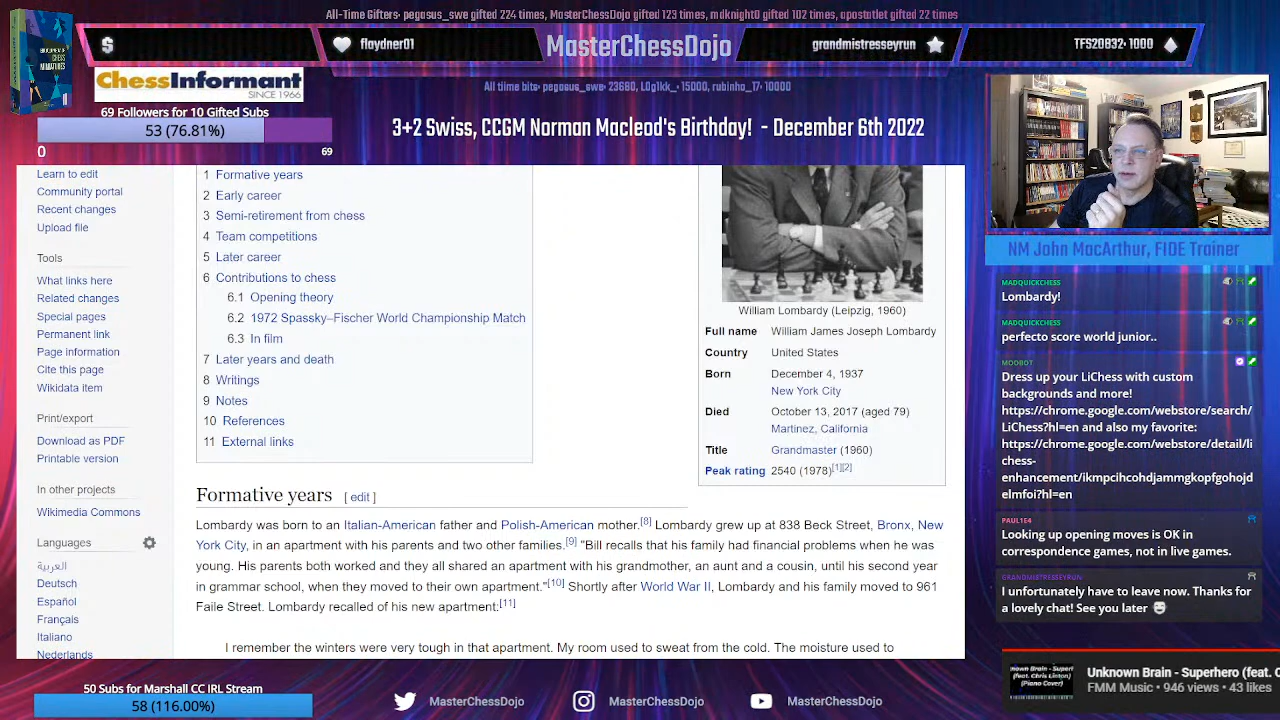 All-Time Gifters: pegasus_swe gifted 224 times, MasterChessDojo gifted 123 times, mdknight0 gifted 102 times, apostatlet gifted 22 times
$
flaydner01
MasterChessDojo
grandmistresseyrun
TFS20832: 1000
ChessInformant
SINCE 1966
All time bits: pegasus_swe: 23680, L0g1kk_: 15000, rubinho_17: 10000
69 Followers for 10 Gifted Subs
53 (76.81%)
0
69
3+2 Swiss, CCGM Norman Macleod's Birthday! - December 6th 2022
Learn to edit
Community portal
Recent changes
Upload file
Tools
What links here
Related changes
Special pages
Permanent link
Page information
Cite this page
Wikidata item
Print/export
Download as PDF
Printable version
In other projects
Wikimedia Commons
Languages
العربية
Deutsch
Español
Français
Italiano
Nederlands
1 Formative years
2 Early career
3 Semi-retirement from chess
4 Team competitions
5 Later career
6 Contributions to chess
6.1 Opening theory
6.2 1972 Spassky–Fischer World Championship Match
6.3 In film
7 Later years and death
8 Writings
9 Notes
10 References
11 External links
William Lombardy (Leipzig, 1960)
Full name William James Joseph Lombardy
Country United States
Born December 4, 1937
New York City
Died October 13, 2017 (aged 79)
Martinez, California
Title Grandmaster (1960)
Peak rating 2540 (1978)[1][2]
Formative years [ edit ]
Lombardy was born to an Italian-American father and Polish-American mother.[8] Lombardy grew up at 838 Beck Street, Bronx, New
York City, in an apartment with his parents and two other families.[9] "Bill recalls that his family had financial problems when he was
young. His parents both worked and they all shared an apartment with his grandmother, an aunt and a cousin, until his second year
in grammar school, when they moved to their own apartment."[10] Shortly after World War II, Lombardy and his family moved to 961
Faile Street. Lombardy recalled of his new apartment:[11]
I remember the winters were very tough in that apartment. My room used to sweat from the cold. The moisture used to
NM John MacArthur, FIDE Trainer
MADQUICKCHESS
Lombardy!
MADQUICKCHESS
perfecto score world junior..
MOOBOT
Dress up your LiChess with custom
backgrounds and more!
https://chrome.google.com/webstore/search/
LiChess?hl=en and also my favorite:
https://chrome.google.com/webstore/detail/li
chess-
enhancement/ikmpcihcohdjammgkopfgohojd
elmfoi?hl=en
PAUL1E4
Looking up opening moves is OK in
correspondence games, not in live games.
GRANDMISTRESSEYRUN
I unfortunately have to leave now. Thanks for
a lovely chat! See you later
50 Subs for Marshall CC IRL Stream
58 (116.00%)
MasterChessDojo
MasterChessDojo
MasterChessDojo
(feat. Chris Linton)
(Piano Cover)
Unknown Brain - Superhero (feat. C
FMM Music • 946 views • 43 likes